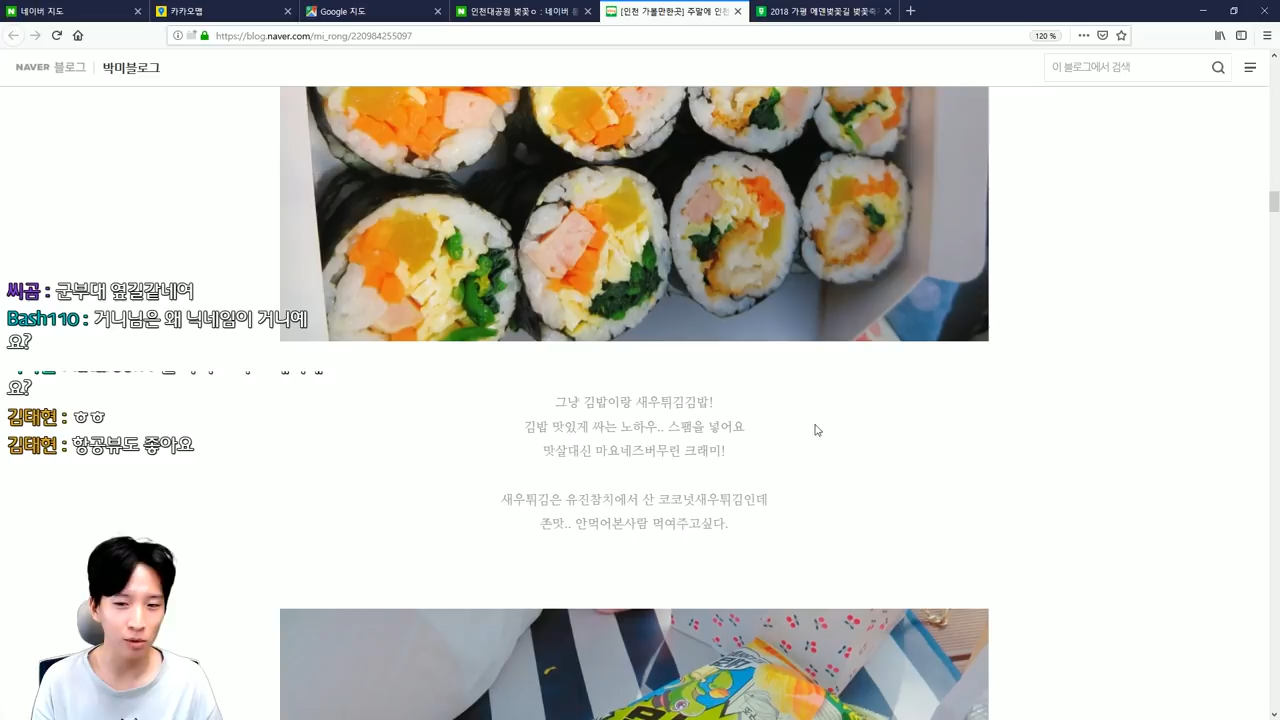 네이버 지도
카카오맵
Google 지도
인천대공원 벚꽃ㅇ : 네이버 블
[인천 가볼만한곳] 주말에 인천
2018 가평 에덴벚꽃길 벚꽃축
https://blog.naver.com/mi_rong/220984255097
120 %
NAVER 블로그
박미블로그
이 블로그에서 검색
씨곰 : 군부대 옆길같네여
Bash110 : 거니님은 왜 닉네임이 거니예
요?
요?
김태현 : ㅎㅎ
김태현 : 항공뷰도 좋아요
그냥 김밥이랑 새우튀김김밥!
김밥 맛있게 싸는 노하우.. 스팸을 넣어요
맛살대신 마요네즈버무린 크래미!
새우튀김은 유진참치에서 산 코코넛새우튀김인데
존맛.. 안먹어본사람 먹여주고싶다.